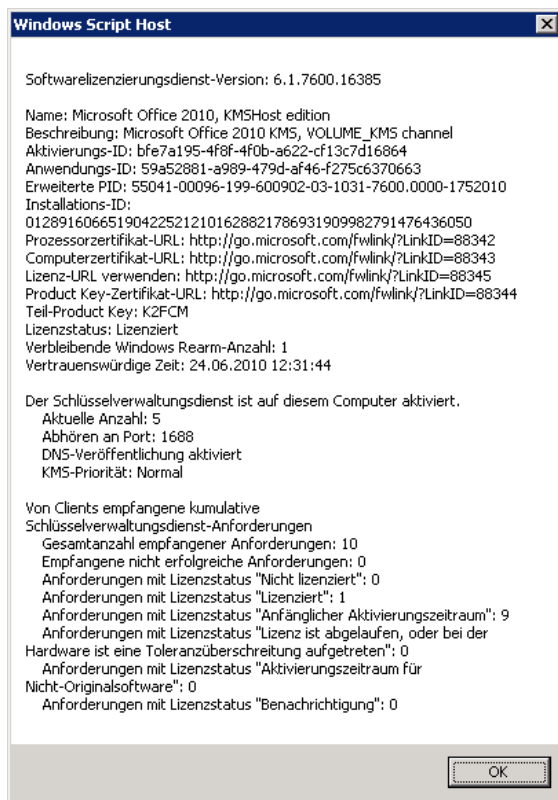 Windows Script Host
Softwarelizenzierungsdienst-Version: 6.1.7600.16385
Name: Microsoft Office 2010, KMSHost edition
Beschreibung: Microsoft Office 2010 KMS, VOLUME_KMS channel
Aktivierungs-ID: bfe7a195-4f8f-4f0b-a622-cf13c7d16864
Anwendungs-ID: 59a52881-a989-479d-af46-f275c6370663
Erweiterte PID: 55041-00096-199-600902-03-1031-7600.0000-1752010
Installations-ID:
012891606651904225212101628821786931909982791476436050
Prozessorzertifikat-URL: http://go.microsoft.com/fwlink/?LinkID=88342
Computerzertifikat-URL: http://go.microsoft.com/fwlink/?LinkID=88343
Lizenz-URL verwenden: http://go.microsoft.com/fwlink/?LinkID=88345
Product Key-Zertifikat-URL: http://go.microsoft.com/fwlink/?LinkID=88344
Teil-Product Key: K2FCM
Lizenzstatus: Lizenziert
Verbleibende Windows Rearm-Anzahl: 1
Vertrauenswürdige Zeit: 24.06.2010 12:31:44
Der Schlüsselverwaltungsdienst ist auf diesem Computer aktiviert.
Aktuelle Anzahl: 5
Abhören an Port: 1688
DNS-Veröffentlichung aktiviert
KMS-Priorität: Normal
Von Clients empfangene kumulative
Schlüsselverwaltungsdienst-Anforderungen
Gesamtanzahl empfangener Anforderungen: 10
Empfangene nicht erfolgreiche Anforderungen: 0
Anforderungen mit Lizenzstatus "Nicht lizenziert": 0
Anforderungen mit Lizenzstatus "Lizenziert": 1
Anforderungen mit Lizenzstatus "Anfänglicher Aktivierungszeitraum": 9
Anforderungen mit Lizenzstatus "Lizenz ist abgelaufen, oder bei der
Hardware ist eine Toleranzüberschreitung aufgetreten": 0
Anforderungen mit Lizenzstatus "Aktivierungszeitraum für
Nicht-Originalsoftware": 0
Anforderungen mit Lizenzstatus "Benachrichtigung": 0
OK